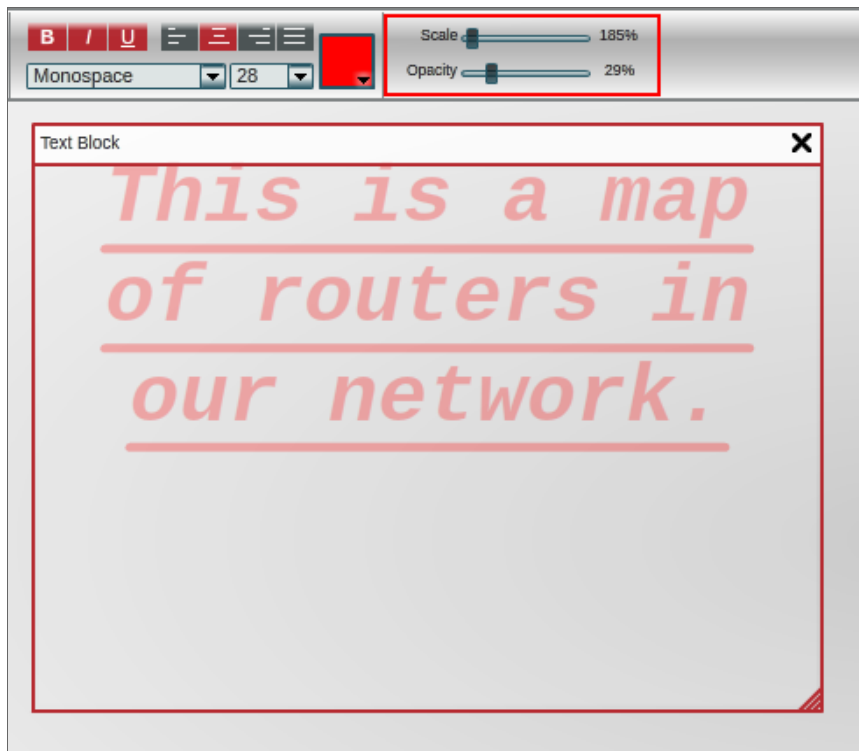 B I U
Scale 185%
Monospace 28
Opacity 29%
Text Block
This is a map
of routers in
our network.